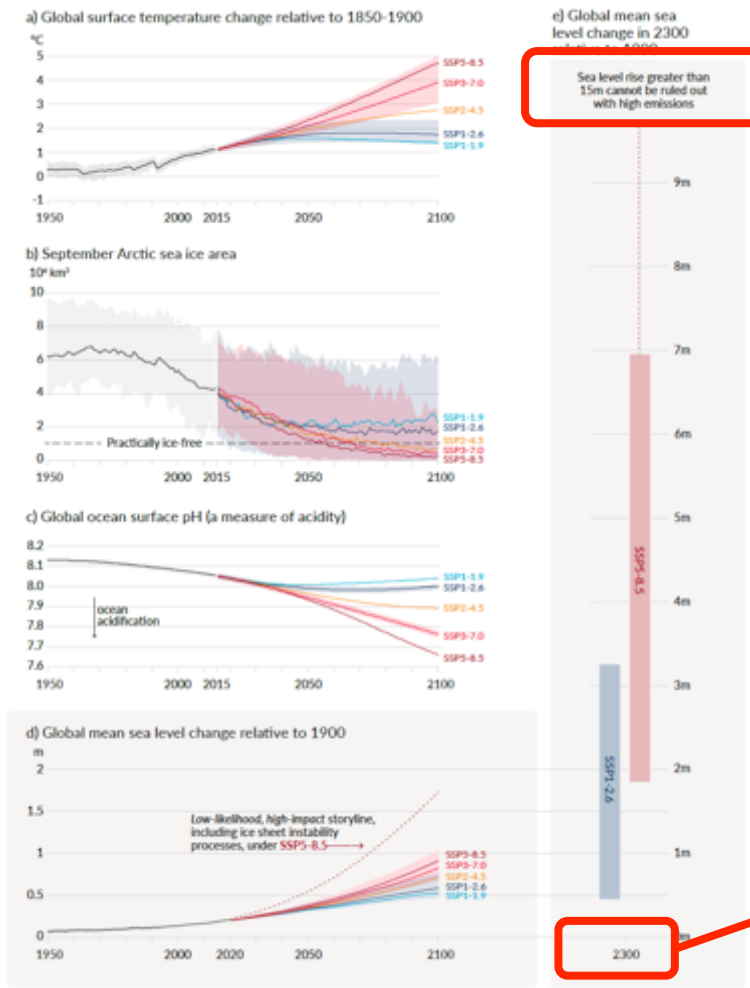 a) Global surface temperature change relative to 1850-1900
°C
5
4
3
2
1
0
-1
1950
2000
2015
2050
2100
SSP5-8.5
SSP3-7.0
SSP2-4.5
SSP1-2.6
SSP1-1.9
b) September Arctic sea ice area
10⁶ km²
10
8
6
4
2
0
Practically ice-free
1950
2000
2015
2050
2100
SSP1-1.9
SSP1-2.6
SSP2-4.5
SSP3-7.0
SSP5-8.5
c) Global ocean surface pH (a measure of acidity)
8.2
8.1
8.0
7.9
7.8
7.7
7.6
ocean
acidification
1950
2000
2015
2050
2100
SSP1-1.9
SSP1-2.6
SSP2-4.5
SSP3-7.0
SSP5-8.5
d) Global mean sea level change relative to 1900
m
2
1.5
1
0.5
0
Low-likelihood, high-impact storyline,
including ice sheet instability
processes, under SSP5-8.5
1950
2000
2020
2050
2100
SSP5-8.5
SSP3-7.0
SSP2-4.5
SSP1-2.6
SSP1-1.9
e) Global mean sea
level change in 2300
relative to 1900
Sea level rise greater than
15m cannot be ruled out
with high emissions
9m
8m
7m
6m
5m
4m
3m
2m
1m
SSP5-8.5
SSP1-2.6
2300